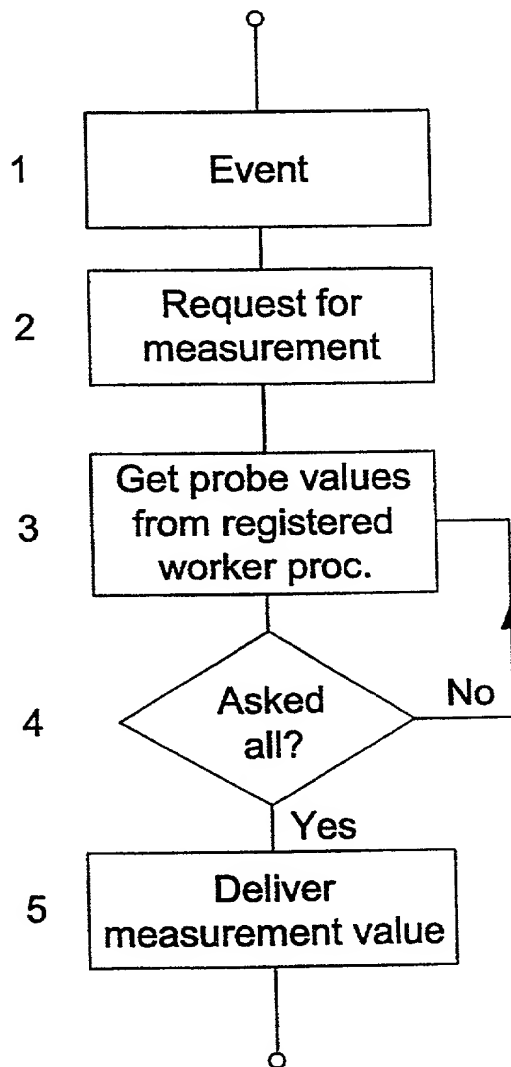 1
Event
2
Request for
measurement
3
Get probe values
from registered
worker proc.
4
Asked
all?
No
Yes
5
Deliver
measurement value